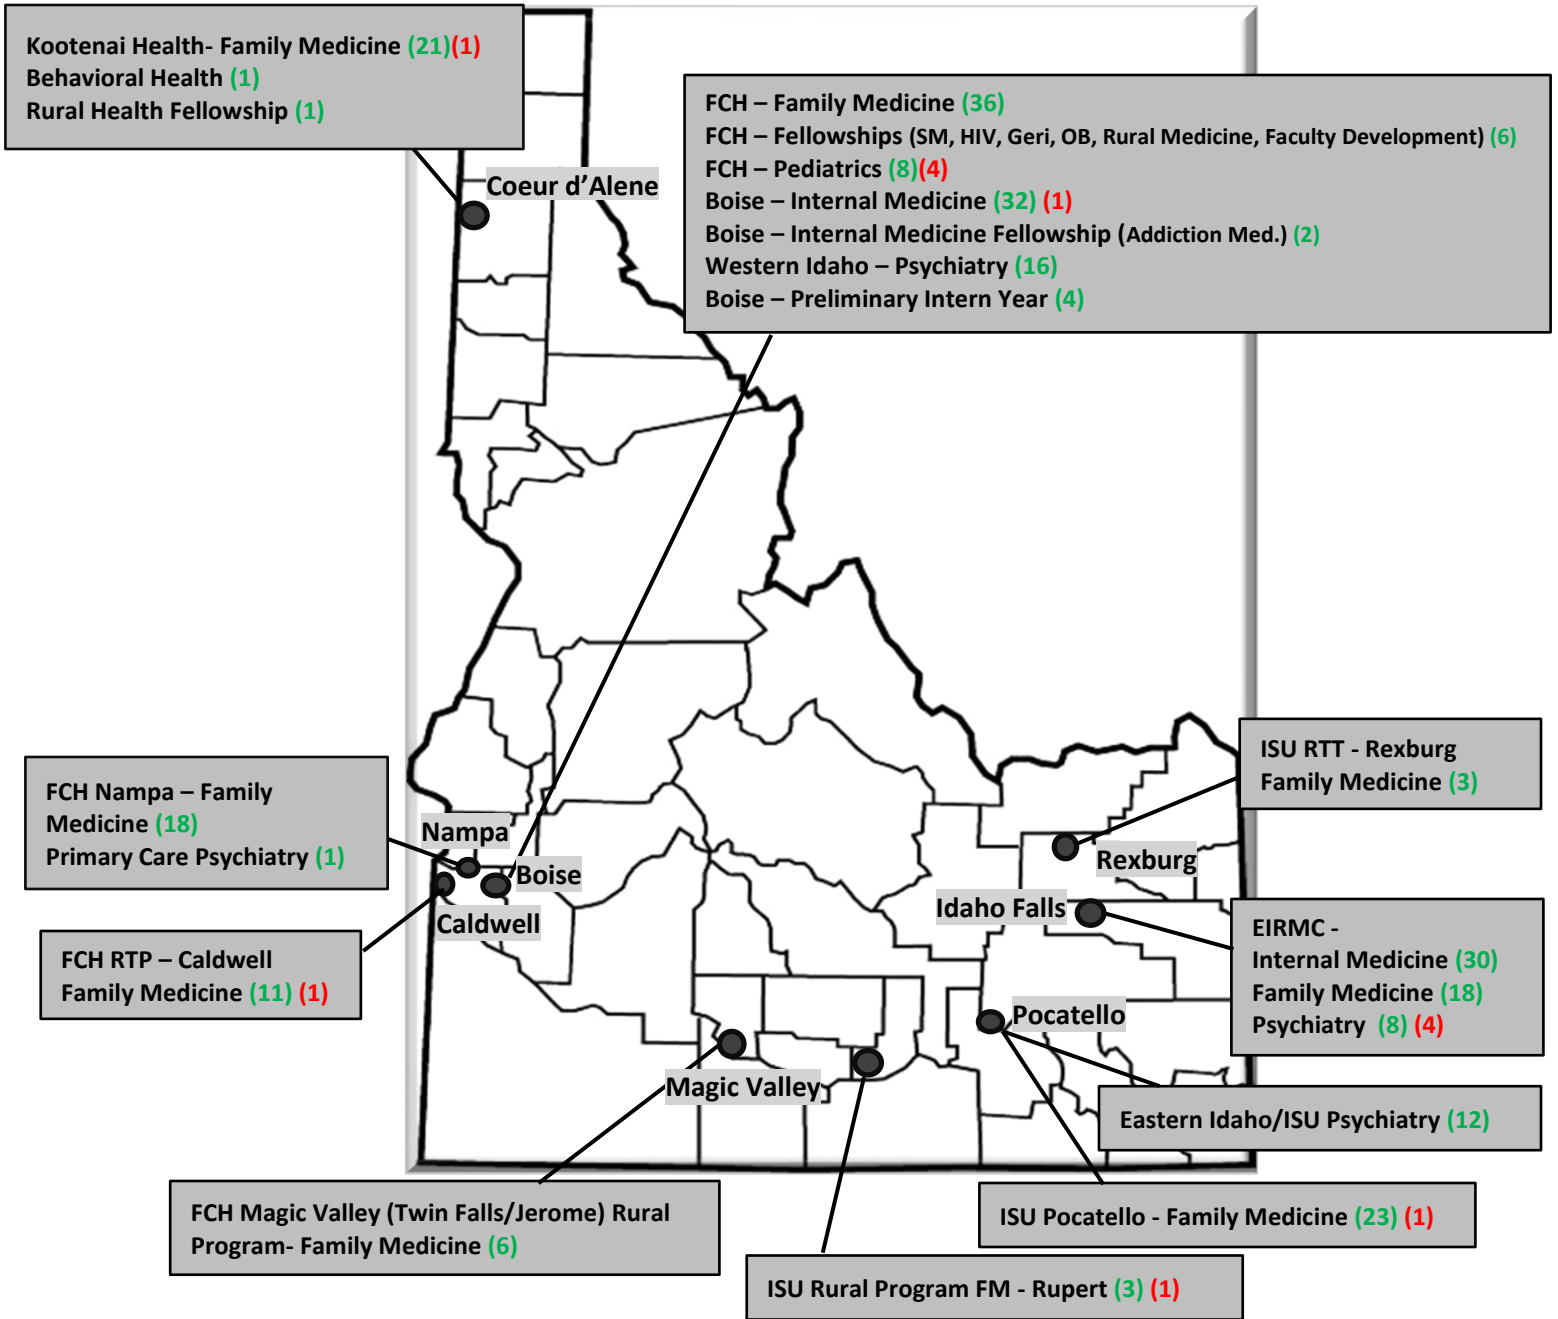 Kootenai Health- Family Medicine (21)(1)
Behavioral Health (1)
Rural Health Fellowship (1)
FCH – Family Medicine (36)
FCH – Fellowships (SM, HIV, Geri, OB, Rural Medicine, Faculty Development) (6)
FCH – Pediatrics (8)(4)
Boise – Internal Medicine (32) (1)
Boise – Internal Medicine Fellowship (Addiction Med.) (2)
Western Idaho – Psychiatry (16)
Boise – Preliminary Intern Year (4)
Coeur d’Alene
ISU RTT - Rexburg
Family Medicine (3)
FCH Nampa – Family
Medicine (18)
Primary Care Psychiatry (1)
Nampa
Boise
Caldwell
Rexburg
Idaho Falls
FCH RTP – Caldwell
Family Medicine (11) (1)
EIRMC -
Internal Medicine (30)
Family Medicine (18)
Psychiatry (8) (4)
Pocatello
Magic Valley
Eastern Idaho/ISU Psychiatry (12)
FCH Magic Valley (Twin Falls/Jerome) Rural
Program- Family Medicine (6)
ISU Pocatello - Family Medicine (23) (1)
ISU Rural Program FM - Rupert (3) (1)